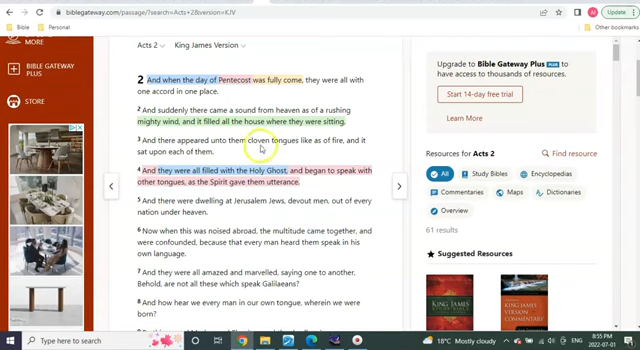 biblegateway.com/passage/?search=Acts+2&version=KJV
Update
Bible
Personal
Other bookmarks
MORE
BIBLE GATEWAY
PLUS
STORE
Acts 2
King James Version
2 And when the day of Pentecost was fully come, they were all with
one accord in one place.
2 And suddenly there came a sound from heaven as of a rushing
mighty wind, and it filled all the house where they were sitting.
3 And there appeared unto them cloven tongues like as of fire, and it
sat upon each of them.
4 And they were all filled with the Holy Ghost, and began to speak with
other tongues, as the Spirit gave them utterance.
5 And there were dwelling at Jerusalem Jews, devout men, out of every
nation under heaven.
6 Now when this was noised abroad, the multitude came together, and
were confounded, because that every man heard them speak in his
own language.
7 And they were all amazed and marvelled, saying one to another,
Behold, are not all these which speak Galilaeans?
8 And how hear we every man in our own tongue, wherein we were
born?
Upgrade to Bible Gateway Plus PLUS to
have access to thousands of resources.
Start 14-day free trial
Learn More
Resources for Acts 2
Find resource
All
Study Bibles
Encyclopedias
Commentaries
Maps
Dictionaries
Overview
61 results
Suggested Resources
KING JAMES
KING JAMES
VERSION
COMMENTARY
Type here to search
18°C Mostly cloudy
ENG
8:55 PM
2022-07-01